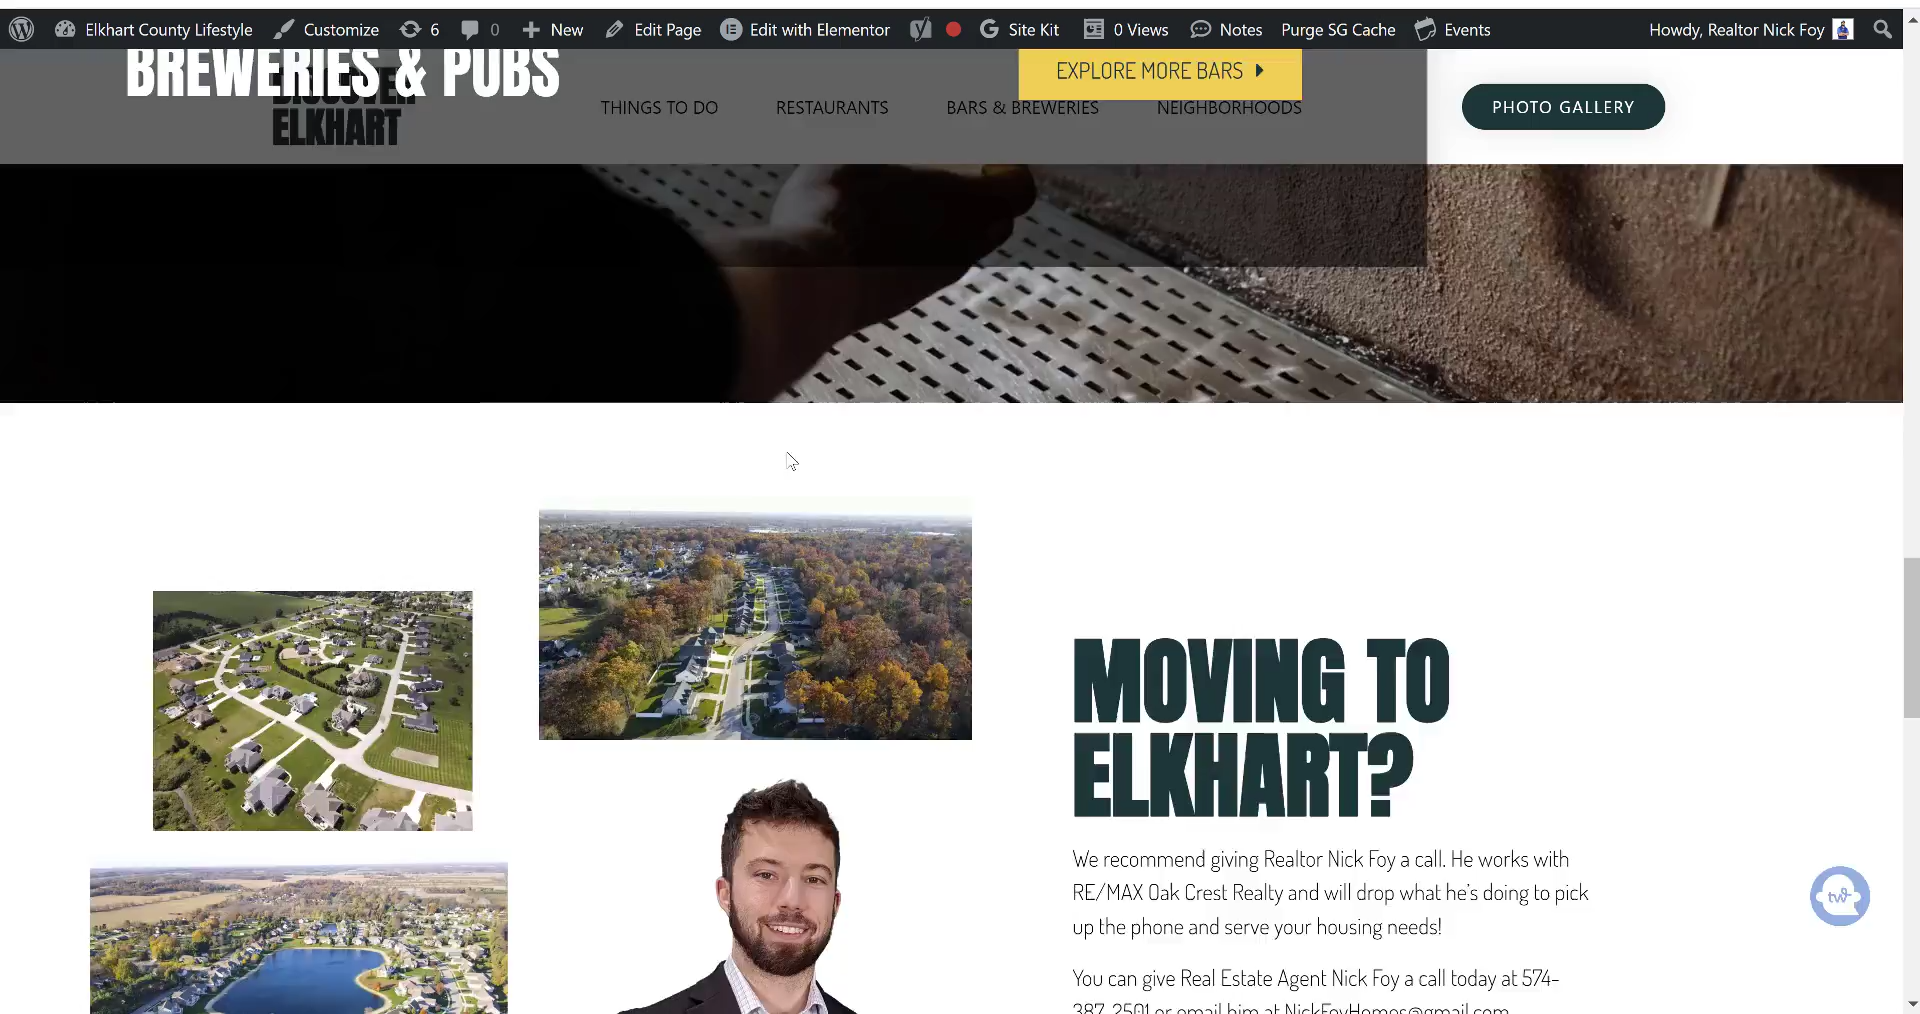 Elkhart County Lifestyle Customize 6 0 New Edit Page Edit with Elementor Site Kit 0 Views Notes Purge SG Cache Events Howdy, Realtor Nick Foy
BREWERIES & PUBS
EXPLORE MORE BARS
DISCOVER
ELKHART
THINGS TO DO RESTAURANTS BARS & BREWERIES NEIGHBORHOODS PHOTO GALLERY
MOVING TO
ELKHART?
We recommend giving Realtor Nick Foy a call. He works with
RE/MAX Oak Crest Realty and will drop what he's doing to pick
up the phone and serve your housing needs!
You can give Real Estate Agent Nick Foy a call today at 574-
387-2501 or email him at NickFoyHomes@gmail.com